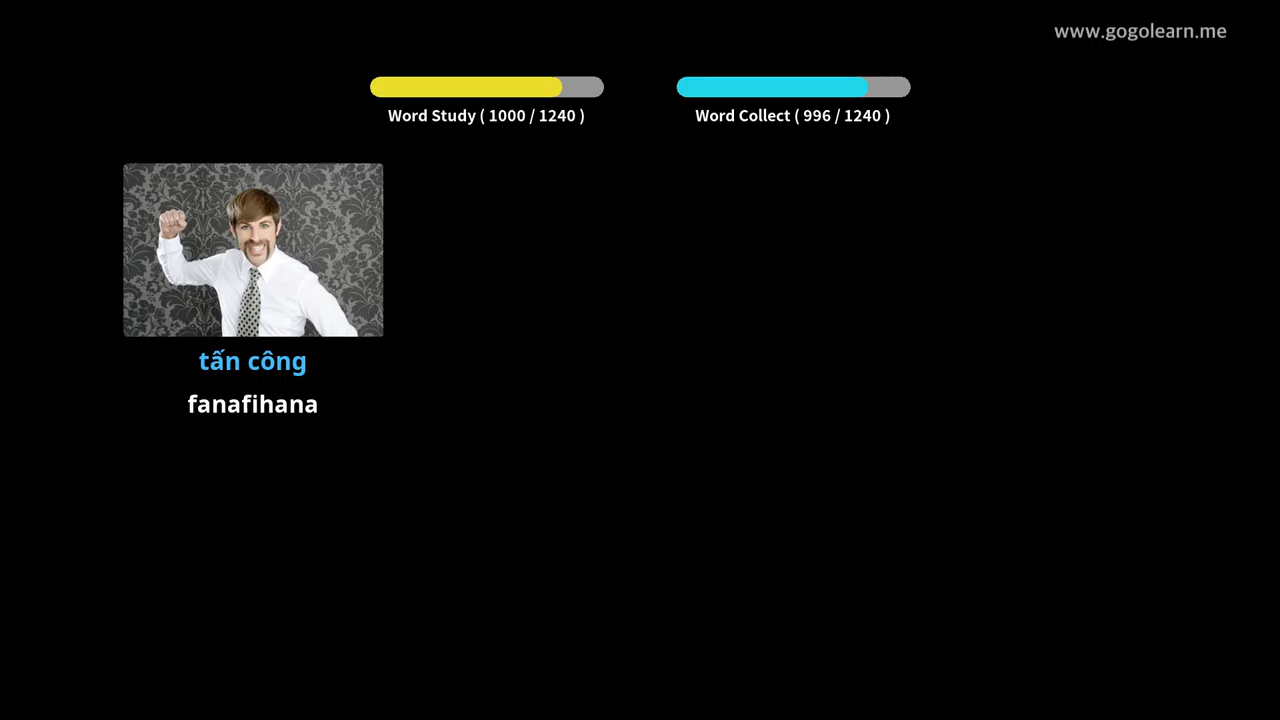 www.gogolearn.me
Word Study ( 1000 / 1240 )
Word Collect ( 996 / 1240 )
tấn công
fanafihana